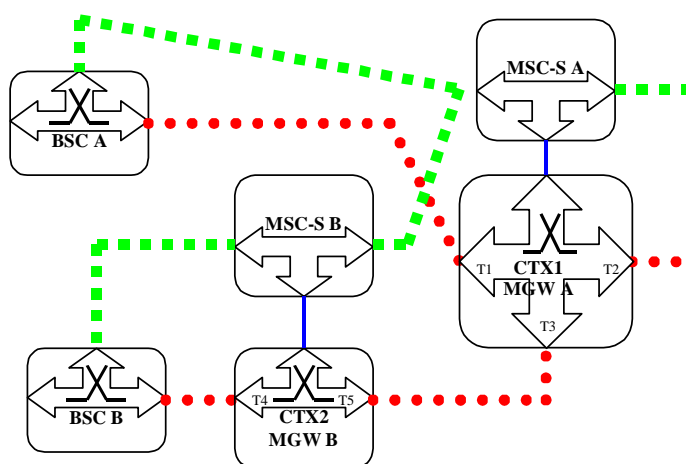 MSC-S A
BSC A
MSC-S B
T1
CTX1
T2
MGW A
T3
T4
CTX2
T5
BSC B
MGW B